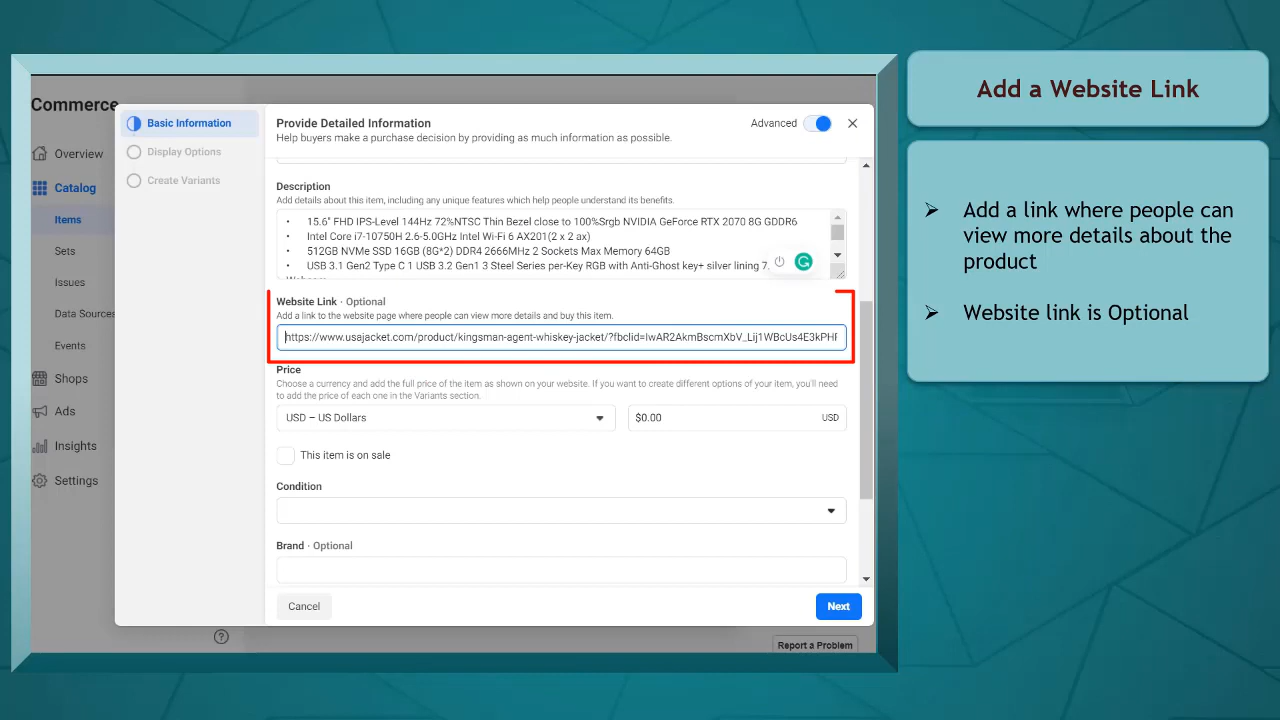 Add a Website Link
➢ Add a link where people can
view more details about the
product
➢ Website link is Optional
Commerce
Overview
Catalog
Items
Sets
Issues
Data Sources
Events
Shops
Ads
Insights
Settings
Basic Information
Display Options
Create Variants
Provide Detailed Information
Advanced
Help buyers make a purchase decision by providing as much information as possible.
Description
Add details about this item, including any unique features which help people understand its benefits.
• 15.6" FHD IPS-Level 144Hz 72%NTSC Thin Bezel close to 100%Srgb NVIDIA GeForce RTX 2070 8G GDDR6
• Intel Core i7-10750H 2.6-5.0GHz Intel Wi-Fi 6 AX201(2 x 2 ax)
• 512GB NVMe SSD 16GB (8G*2) DDR4 2666MHz 2 Sockets Max Memory 64GB
• USB 3.1 Gen2 Type C 1 USB 3.2 Gen1 3 Steel Series per-Key RGB with Anti-Ghost key+ silver lining 7.
Website Link · Optional
Add a link to the website page where people can view more details and buy this item.
https://www.usajacket.com/product/kingsman-agent-whiskey-jacket/?fbclid=IwAR2AkmBscmXbV_Lij1WBcUs4E3kPHF
Price
Choose a currency and add the full price of the item as shown on your website. If you want to create different options of your item, you'll need
to add the price of each one in the Variants section.
USD – US Dollars
$0.00 USD
This item is on sale
Condition
Brand · Optional
Cancel
Next
Report a Problem